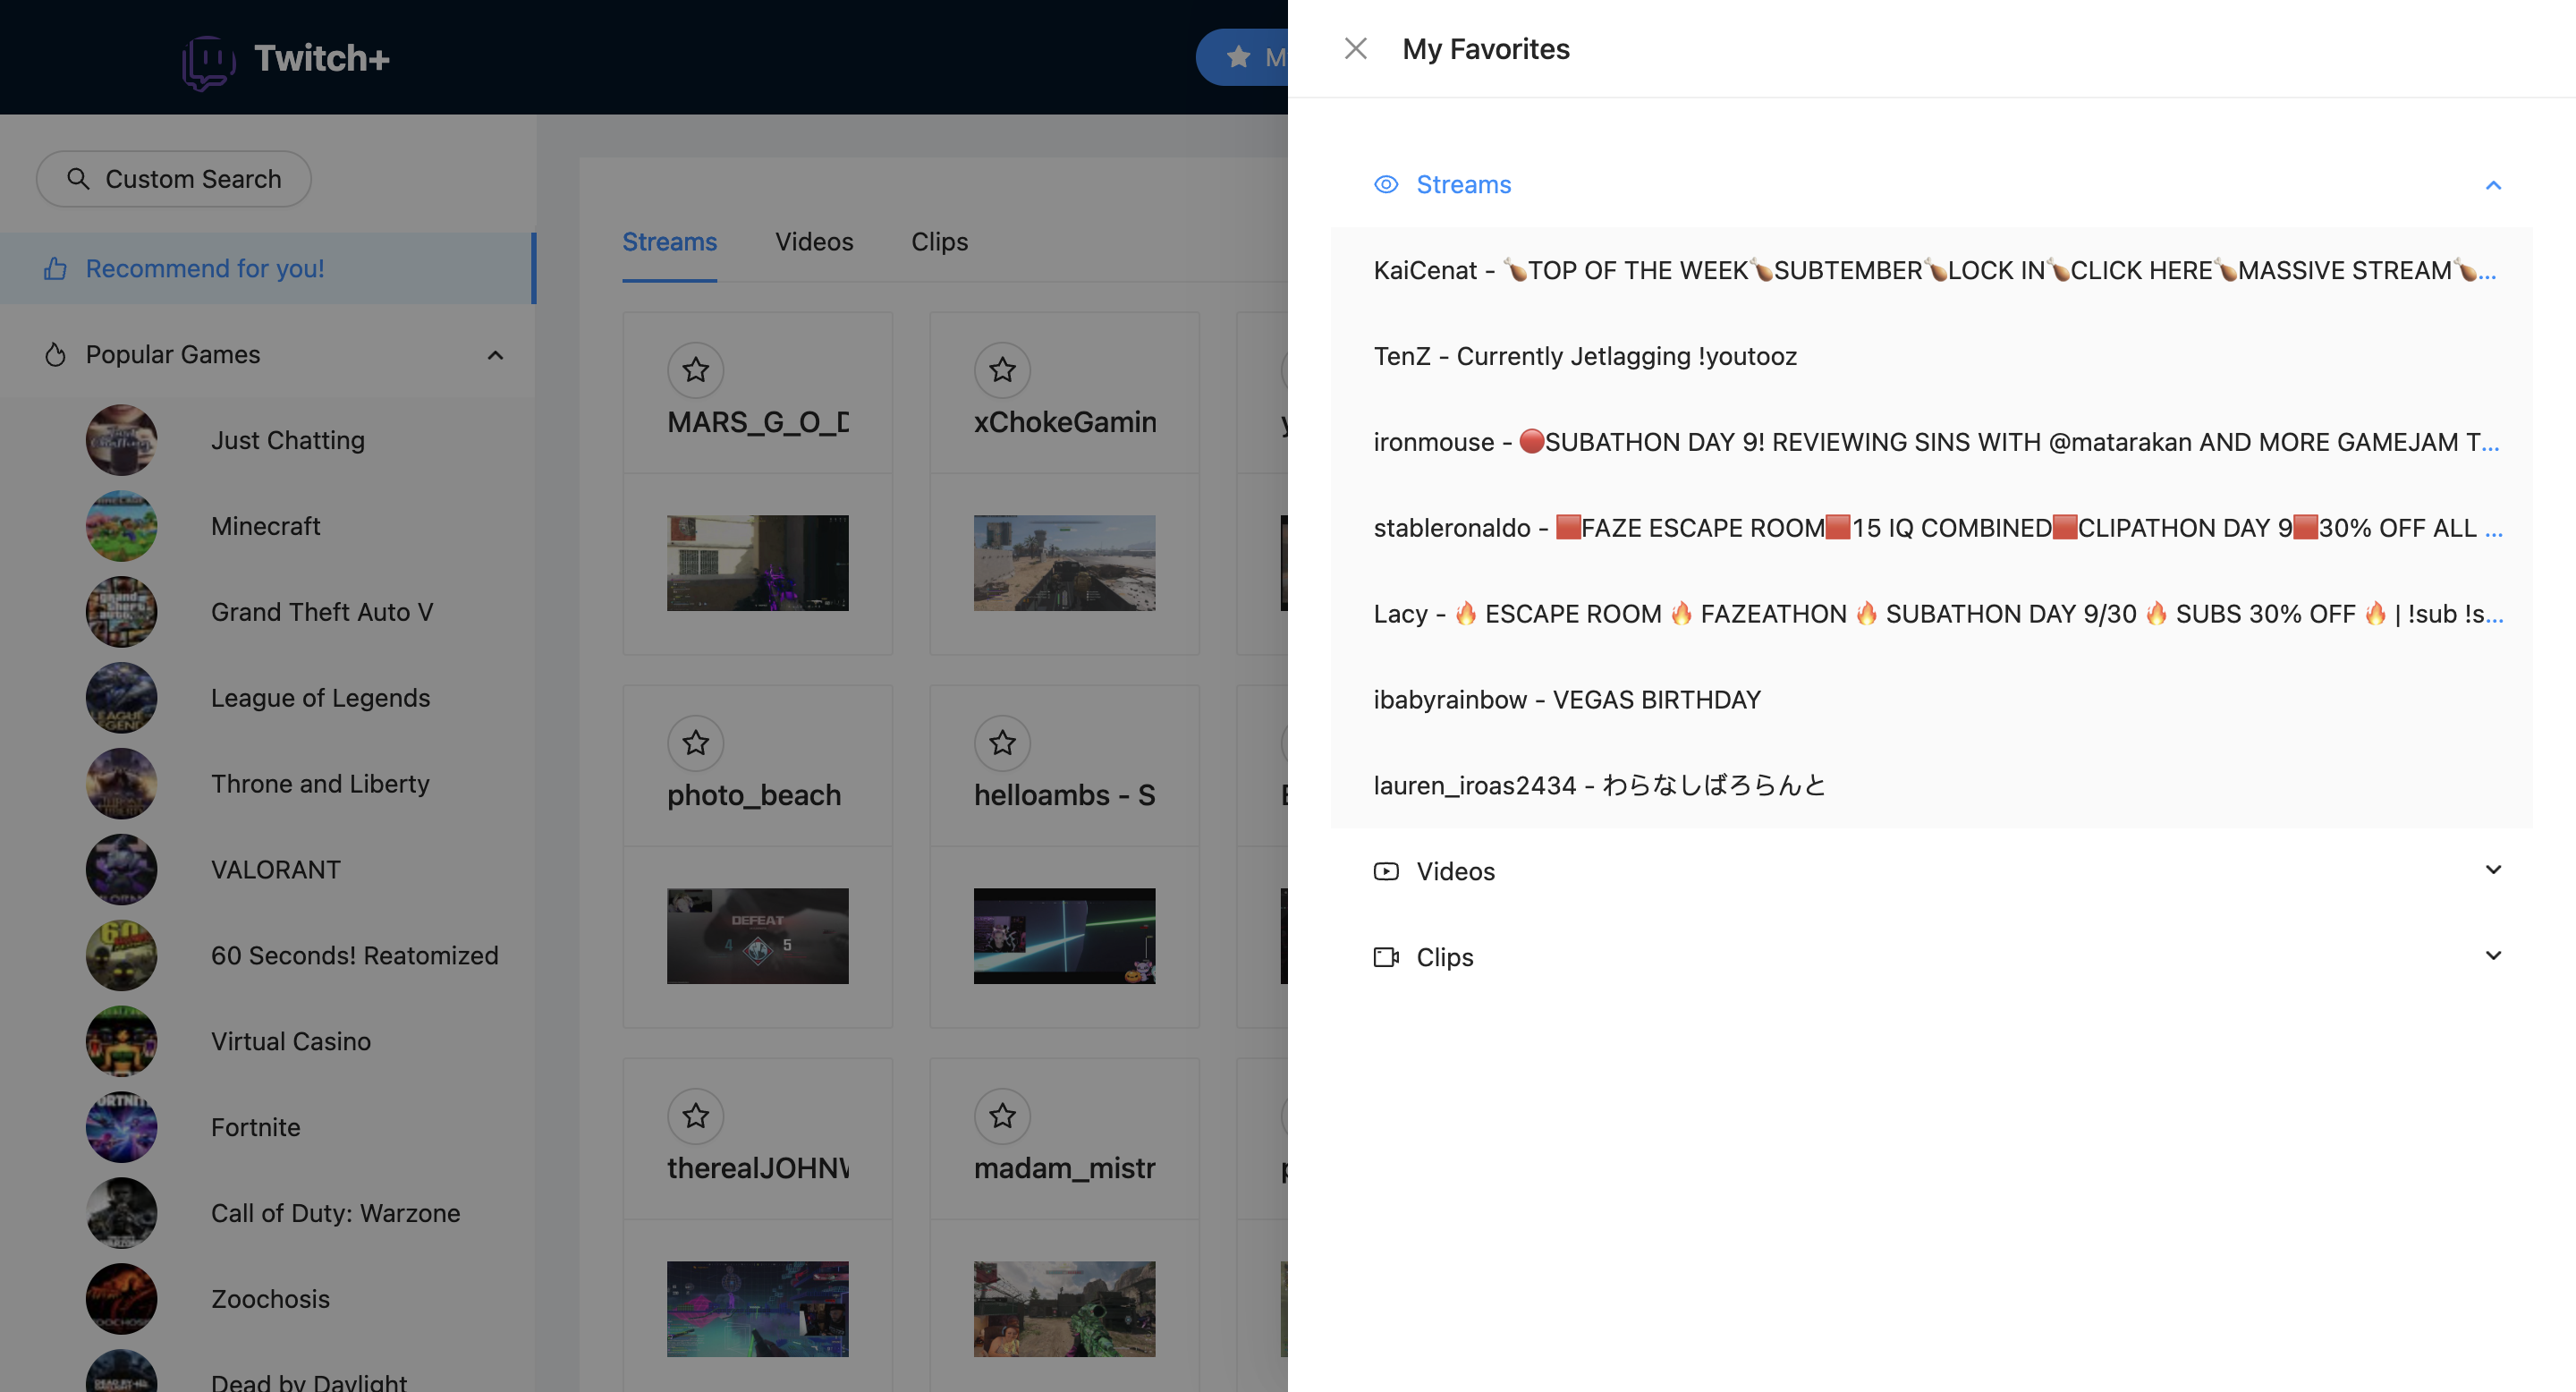 Twitch+
M
Custom Search
Recommend for you!
Popular Games
Just Chatting
Minecraft
Grand Theft Auto V
League of Legends
Throne and Liberty
VALORANT
60 Seconds! Reatomized
Virtual Casino
Fortnite
Call of Duty: Warzone
Zoochosis
Dead by Daylight
Streams Videos Clips
MARS_G_O_D
xChokeGamin
photo_beach
helloambs - S
DEFEAT
4 5
therealJOHNW
madam_mistr
My Favorites
Streams
KaiCenat - 🍗TOP OF THE WEEK🍗SUBTEMBER🍗LOCK IN🍗CLICK HERE🍗MASSIVE STREAM🍗...
TenZ - Currently Jetlagging !youtooz
ironmouse - 🔴SUBATHON DAY 9! REVIEWING SINS WITH @matarakan AND MORE GAMEJAM T...
stableronaldo - 🟥FAZE ESCAPE ROOM🟥15 IQ COMBINED🟥CLIPATHON DAY 9🟥30% OFF ALL ...
Lacy - 🔥 ESCAPE ROOM 🔥 FAZEATHON 🔥 SUBATHON DAY 9/30 🔥 SUBS 30% OFF 🔥 | !sub !s...
ibabyrainbow - VEGAS BIRTHDAY
lauren_iroas2434 - わらなしばろらんと
Videos
Clips